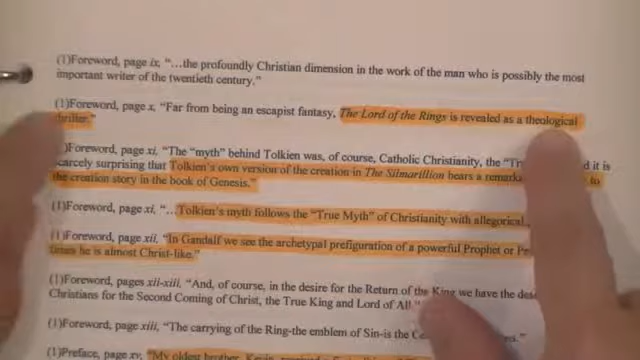 (1)Foreword, page ix, “…the profoundly Christian dimension in the work of the man who is possibly the most
important writer of the twentieth century.”
(1)Foreword, page x, “Far from being an escapist fantasy, The Lord of the Rings is revealed as a theological
thriller.”
)Foreword, page xi, “The “myth” behind Tolkien was, of course, Catholic Christianity, the “Tr d it is
scarcely surprising that Tolkien's own version of the creation in The Silmarillion bears a remark to
the creation story in the book of Genesis.”
(1)Foreword, page xi, “…Tolkien's myth follows the “True Myth” of Christianity with allegorical
(1)Foreword, page xii, “In Gandalf we see the archetypal prefiguration of a powerful Prophet or P
times he is almost Christ-like.”
(1)Foreword, pages xii-xiii, “And, of course, in the desire for the Return of the King we have the des
Christians for the Second Coming of Christ, the True King and Lord of All.”
(1)Foreword, page xiii, “The carrying of the Ring-the emblem of Sin-is the
(1)Preface, page xv, “My oldest brother, Kevin,